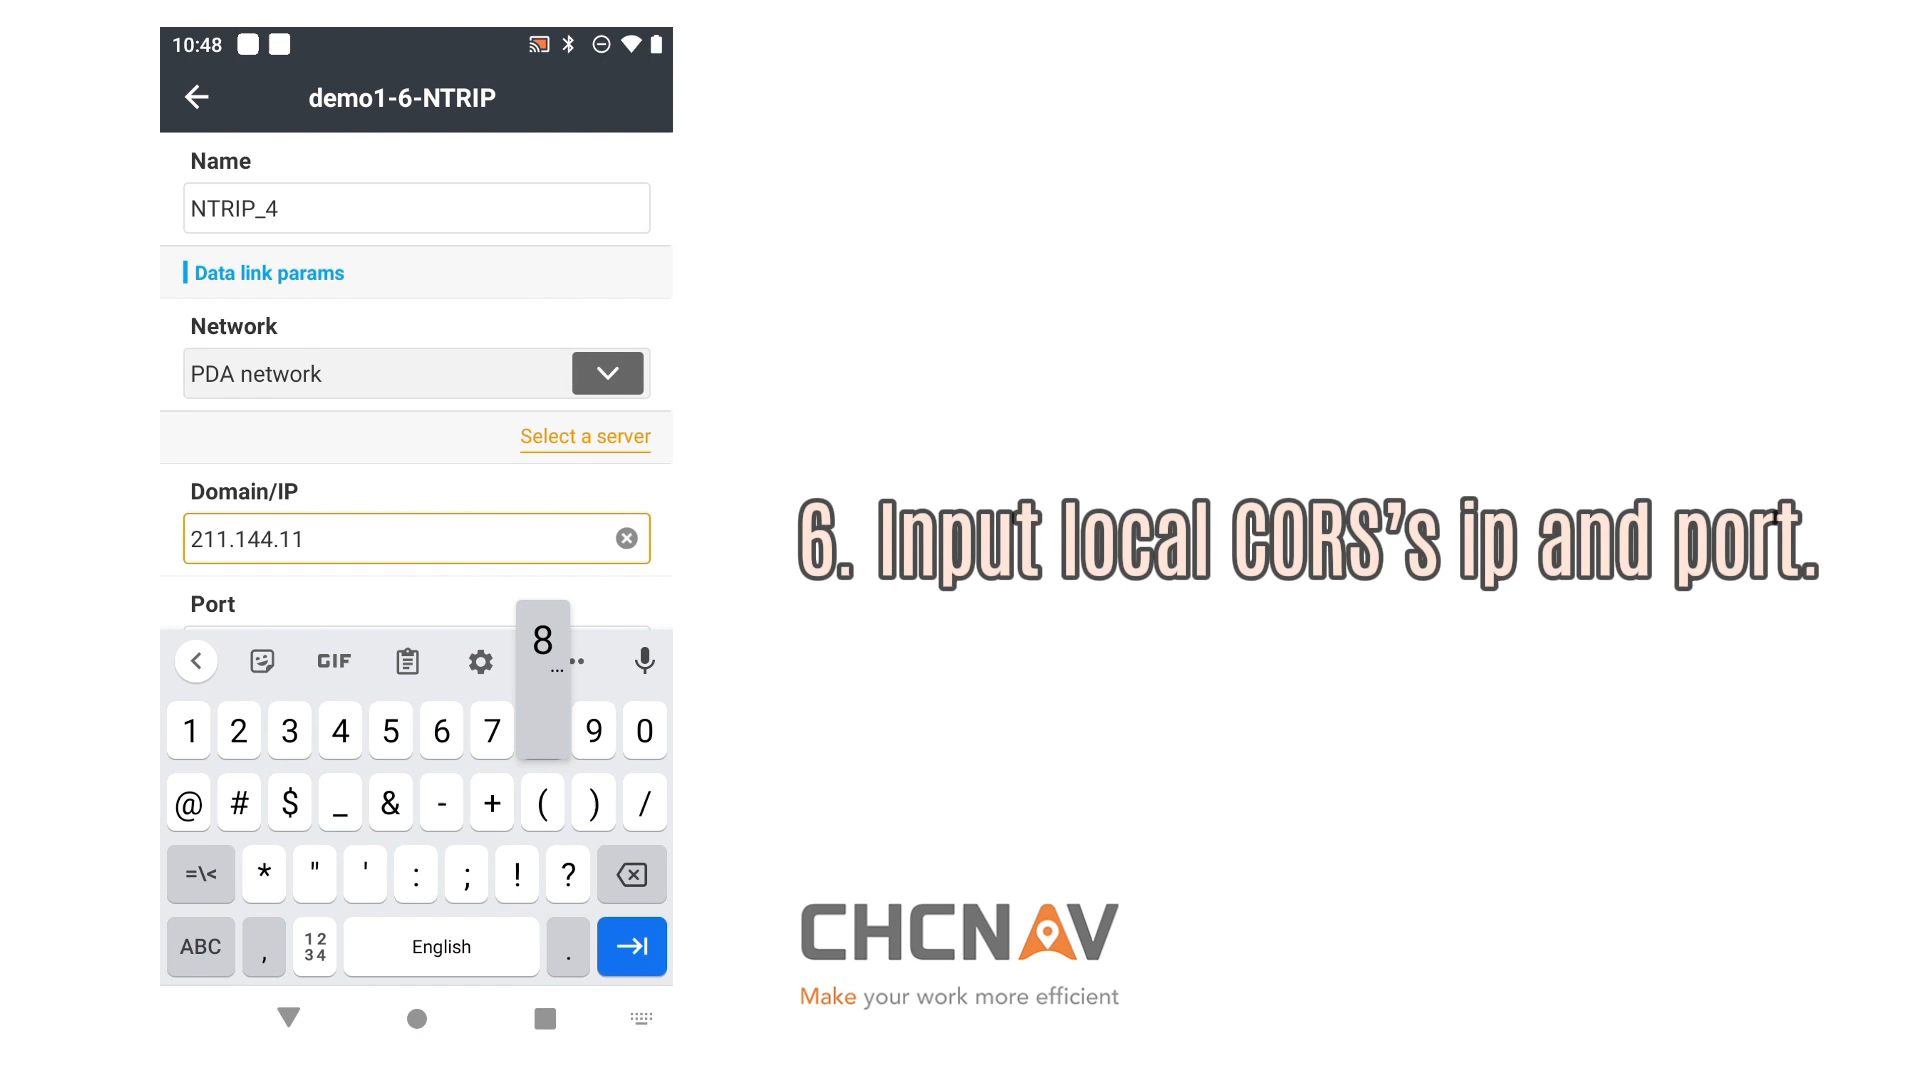 10:48
demo1-6-NTRIP
Name
NTRIP_4
Data link params
Network
PDA network
Select a server
Domain/IP
211.144.11
Port
8
...
GIF
1 2 3 4 5 6 7 9 0
@ # $ _ & - + ( ) /
=\< * " ' : ; ! ?
ABC , 12 34 English .
6. Input local CORS's ip and port.
CHCNAV
Make your work more efficient